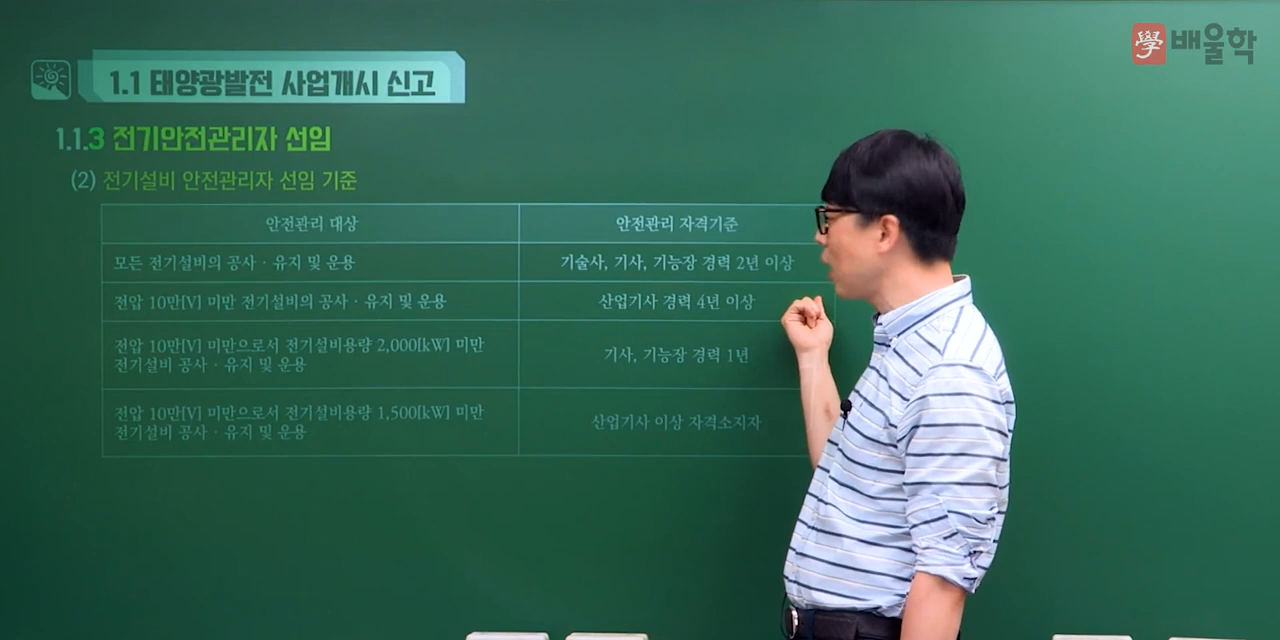 學 배울학
1.1 태양광발전 사업개시 신고
1.1.3 전기안전관리자 선임
(2) 전기설비 안전관리자 선임 기준
안전관리 대상
안전관리 자격기준
모든 전기설비의 공사 · 유지 및 운용
기술사, 기사, 기능장 경력 2년 이상
전압 10만[V] 미만 전기설비의 공사 · 유지 및 운용
산업기사 경력 4년 이상
전압 10만[V] 미만으로서 전기설비용량 2,000[kW] 미만
전기설비 공사 · 유지 및 운용
기사, 기능장 경력 1년
전압 10만[V] 미만으로서 전기설비용량 1,500[kW] 미만
전기설비 공사 · 유지 및 운용
산업기사 이상 자격소지자